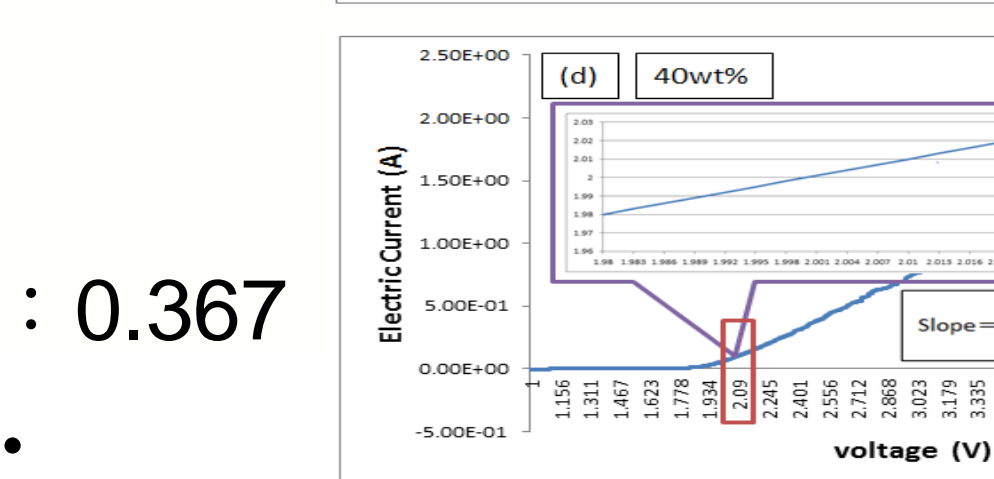 : 0.367
•
(d)
40wt%
Electric Current (A)
2.50E+00
2.00E+00
1.50E+00
1.00E+00
5.00E-01
0.00E+00
-5.00E-01
2.03
2.02
2.01
2
1.99
1.98
1.97
1.96
1.98 1.983 1.986 1.989 1.992 1.995 1.998 2.001 2.004 2.007 2.01 2.013 2.016
Slope=
1 1.156 1.311 1.467 1.623 1.778 1.934 2.09 2.245 2.401 2.556 2.712 2.868 3.023 3.179 3.335
voltage (V)